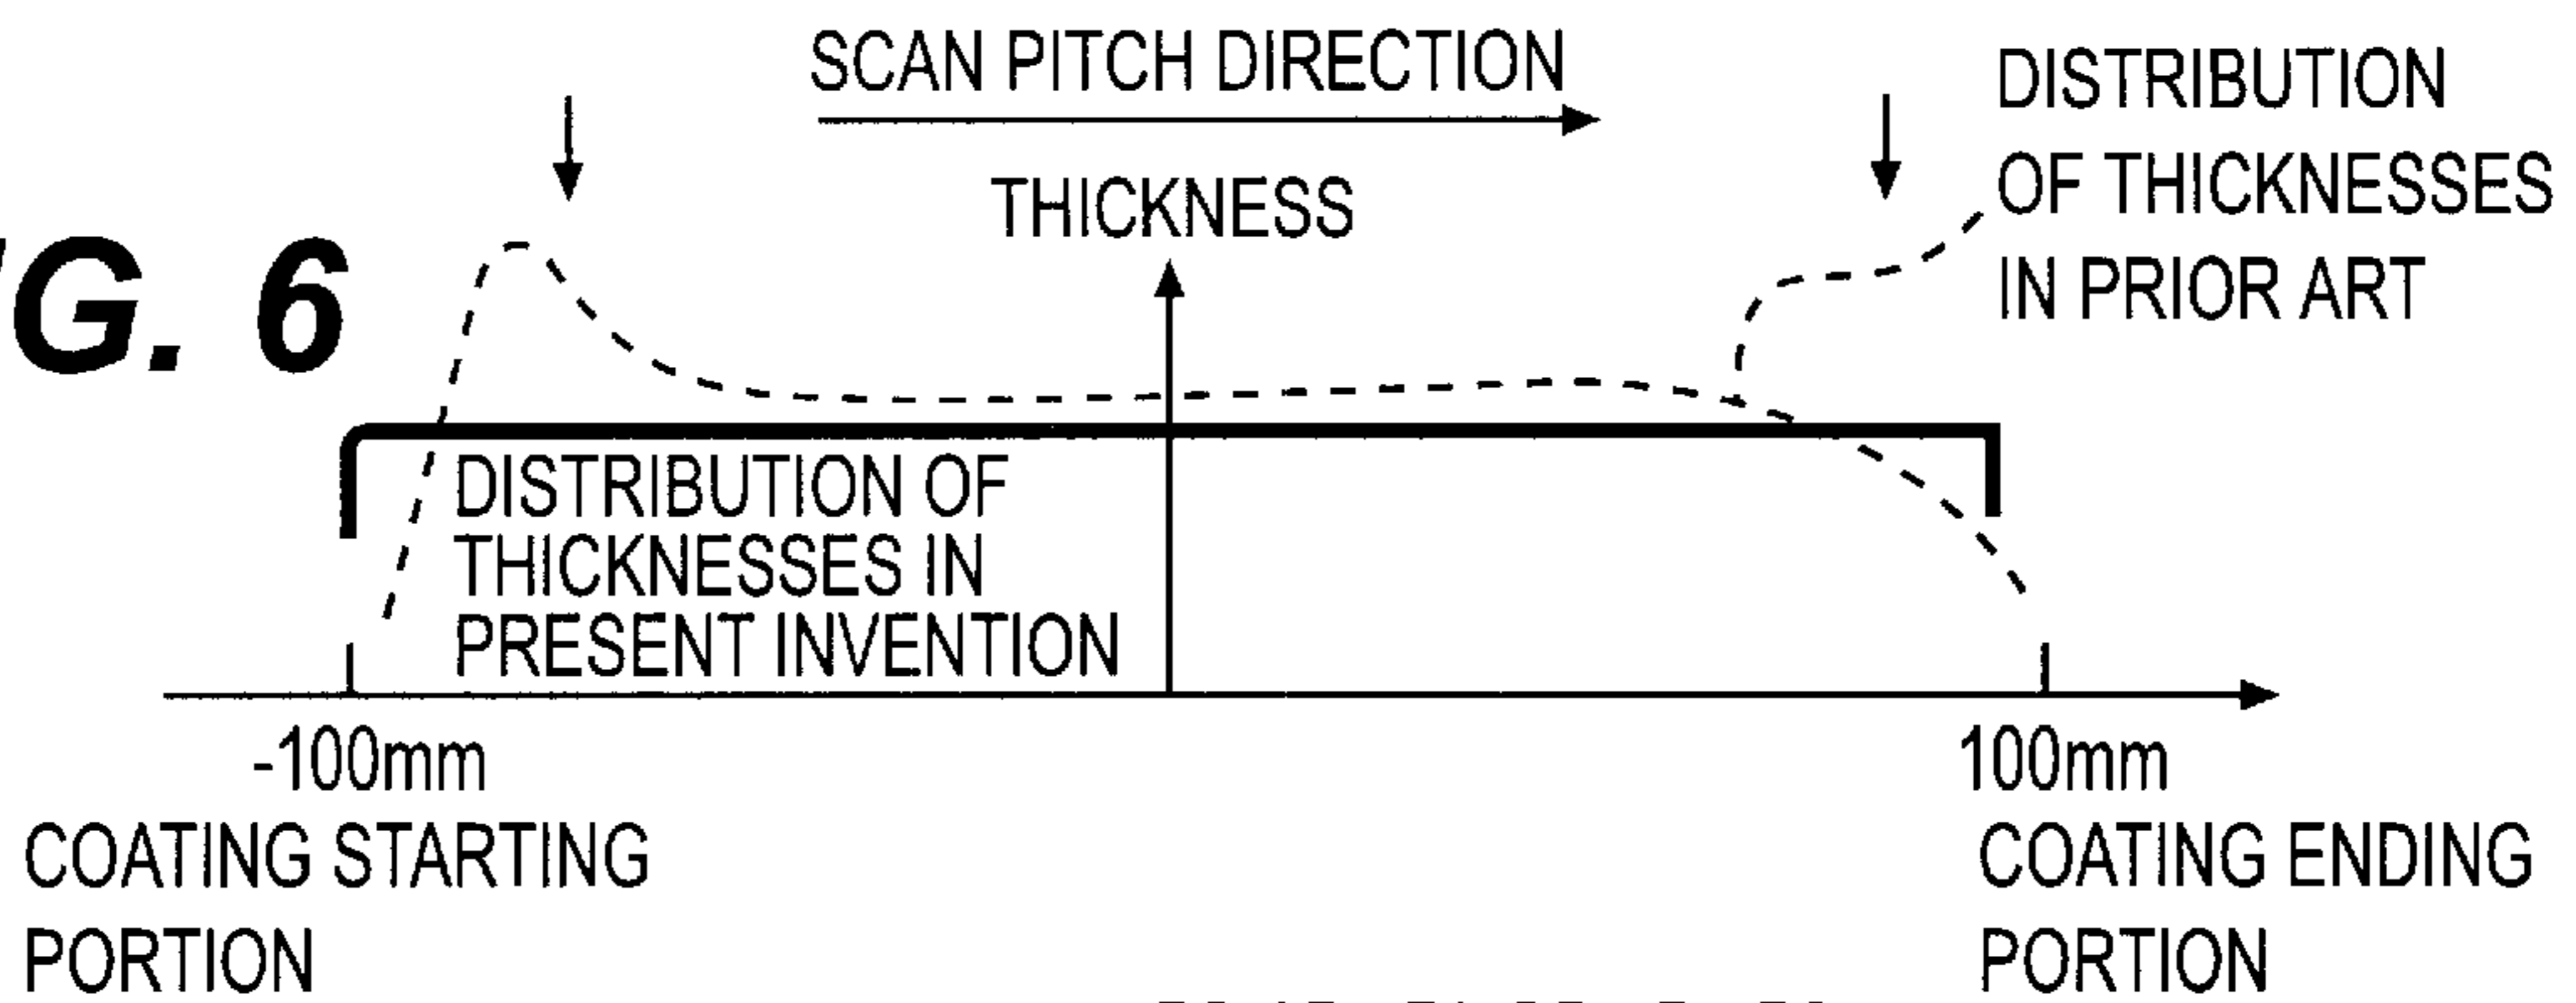 G. 6
SCAN PITCH DIRECTION
THICKNESS
DISTRIBUTION
OF THICKNESSES
IN PRIOR ART
DISTRIBUTION OF
THICKNESSES IN
PRESENT INVENTION
-100mm
COATING STARTING
PORTION
100mm
COATING ENDING
PORTION